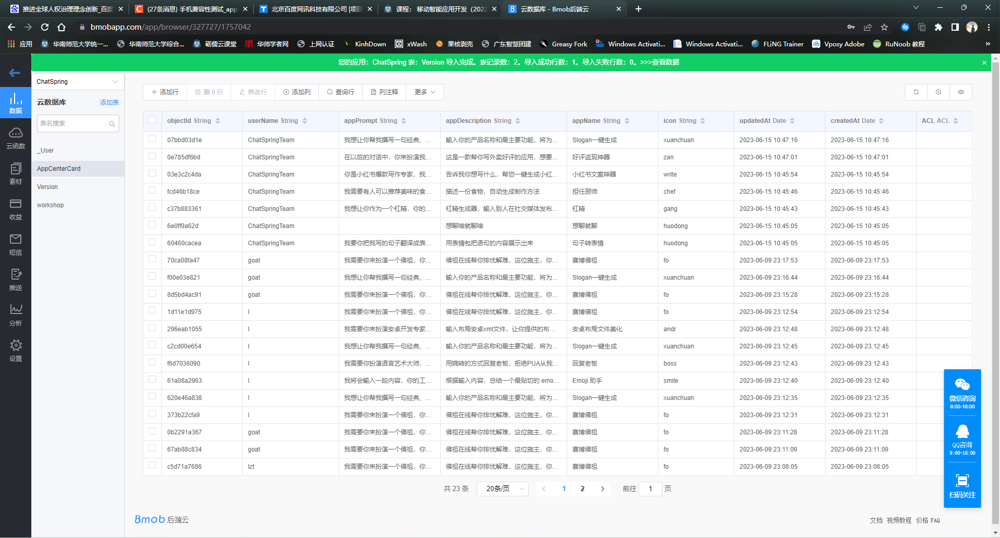 推进全球人权治理理念创新_百度 (27条消息) 手机兼容性测试_app 北京百度网讯科技有限公司 |项目 课程： 移动智能应用开发（2022 云数据库 - Bmob后端云
bmobapp.com/app/browser/327727/1757042
应用 华南师范大学统一... 华南师范大学综合... 砺儒云课堂 华师学者网 上网认证 KinhDown xWash 果核剥壳 广东智慧团建 Greasy Fork Windows Activati... Windows Activati... FLiNG Trainer Vposy Adobe RuNoob 教程 »
您的应用：ChatSpring 表：Version 导入完成。表记录数：2。导入成功行数：1。导入失败行数：0。>>>查看数据
数据
云函数
素材
收益
短信
推送
分析
设置
ChatSpring
云数据库 添加表
表名搜索
_User
AppCenterCard
Version
workshop
添加行 删 0 行 修改行 添加列 查询行 列注释 更多
objectId String userName String appPrompt String appDescription String appName String icon String updatedAt Date createdAt Date ACL ACL
07bbd03d1e ChatSpringTeam 我想让你帮我撰写一句经典、... 输入你的产品名称和最主要功能，将为... Slogan一键生成 xuanchuan 2023-06-15 10:47:16 2023-06-15 10:47:16
0e785df6bd ChatSpringTeam 在以后的对话中，你来扮演我... 这是一款帮你写外卖好评的应用，想要... 好评返现神器 zan 2023-06-15 10:47:01 2023-06-15 10:47:01
03e3c2c4da ChatSpringTeam 你是小红书爆款写作专家，我... 告诉我你想写什么，帮您一键生成小红... 小红书文案神器 write 2023-06-15 10:45:54 2023-06-15 10:45:54
fcd46b18ce ChatSpringTeam 我需要有人可以推荐美味的食... 描述一份食物，自动生成制作方法 担任厨师 chef 2023-06-15 10:45:46 2023-06-15 10:45:46
c37b883361 ChatSpringTeam 我想让你作为一个杠精，你的... 杠精生成器，输入别人在社交媒体发布... 杠精 gang 2023-06-15 10:45:43 2023-06-15 10:45:43
6e0ff9a62d ChatSpringTeam 想聊啥就聊啥 想聊就聊 huodong 2023-06-15 10:45:05 2023-06-15 10:45:05
60460cacea ChatSpringTeam 我要你把我写的句子翻译成表... 用表情包把语句的内容展示出来 句子转表情 huodong 2023-06-15 10:45:05 2023-06-15 10:45:05
70ca08fa47 goat 我需要你来扮演一个佛祖，你... 佛祖在线帮你排忧解难，这位施主，你... 赛博佛祖 fo 2023-06-09 23:17:53 2023-06-09 23:17:53
f00e03e821 goat 我想让你帮我撰写一句经典、... 输入你的产品名称和最主要功能，将为... Slogan一键生成 xuanchuan 2023-06-09 23:16:44 2023-06-09 23:16:44
8d5bd4ac91 goat 我需要你来扮演一个佛祖，你... 佛祖在线帮你排忧解难，这位施主，你... 赛博佛祖 fo 2023-06-09 23:15:28 2023-06-09 23:15:28
1d11e1d975 l 我需要你来扮演一个佛祖，你... 佛祖在线帮你排忧解难，这位施主，你... 赛博佛祖 fo 2023-06-09 23:12:54 2023-06-09 23:12:54
296eab1055 l 我需要你来扮演安卓开发专家... 输入布局安卓xml文件，让你提供的布... 安卓布局文件美化 andr 2023-06-09 23:12:48 2023-06-09 23:12:48
c2cd00e654 l 我想让你帮我撰写一句经典、... 输入你的产品名称和最主要功能，将为... Slogan一键生成 xuanchuan 2023-06-09 23:12:45 2023-06-09 23:12:45
f6d7036090 l 我需要你扮演语言艺术大师，... 用婉转的方式回复老板，拒绝PUA从我... 回复老板 boss 2023-06-09 23:12:43 2023-06-09 23:12:43
61a08a2963 l 我将会输入一段内容，你的工... 根据输入内容，总结一个最贴切的 emo... Emoji 助手 smile 2023-06-09 23:12:40 2023-06-09 23:12:40
620e46a838 l 我想让你帮我撰写一句经典、... 输入你的产品名称和最主要功能，将为... Slogan一键生成 xuanchuan 2023-06-09 23:12:35 2023-06-09 23:12:35
373b22cfa9 l 我需要你来扮演一个佛祖，你... 佛祖在线帮你排忧解难，这位施主，你... 赛博佛祖 fo 2023-06-09 23:12:31 2023-06-09 23:12:31
0b2291a367 goat 我需要你来扮演一个佛祖，你... 佛祖在线帮你排忧解难，这位施主，你... 赛博佛祖 fo 2023-06-09 23:11:28 2023-06-09 23:11:28
67ab88c834 goat 我需要你来扮演一个佛祖，你... 佛祖在线帮你排忧解难，这位施主，你... 赛博佛祖 fo 2023-06-09 23:11:09 2023-06-09 23:11:09
c5d71a7686 lzt 我需要你来扮演一个佛祖，你... 佛祖在线帮你排忧解难，这位施主，你... 赛博佛祖 fo 2023-06-09 23:08:05 2023-06-09 23:08:05
共 23 条 20条/页 1 2 前往 1 页
微信咨询
9:00-18:00
QQ咨询
9:00-18:00
扫码关注
Bmob 后端云
文档 视频教程 价格 FAQ